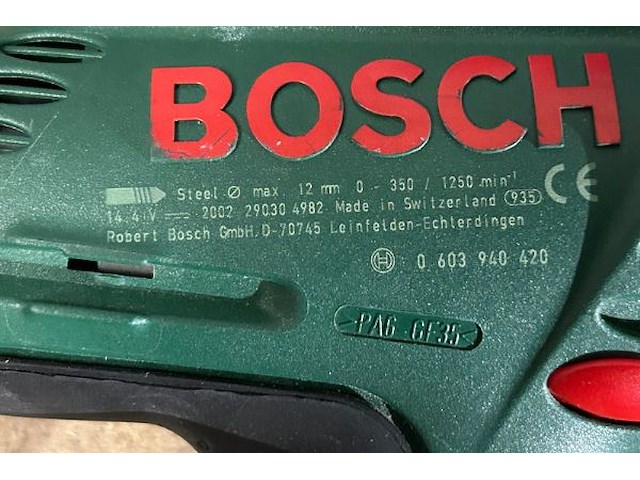 BOSCH
Steel Ø max. 12 mm 0 - 350 / 1250 min⁻¹
14.4 V ⎓ 2002 29030 4982 Made in Switzerland 935 CE
Robert Bosch GmbH, D-70745 Leinfelden-Echterdingen
0 603 940 420
>PA6-GF35<